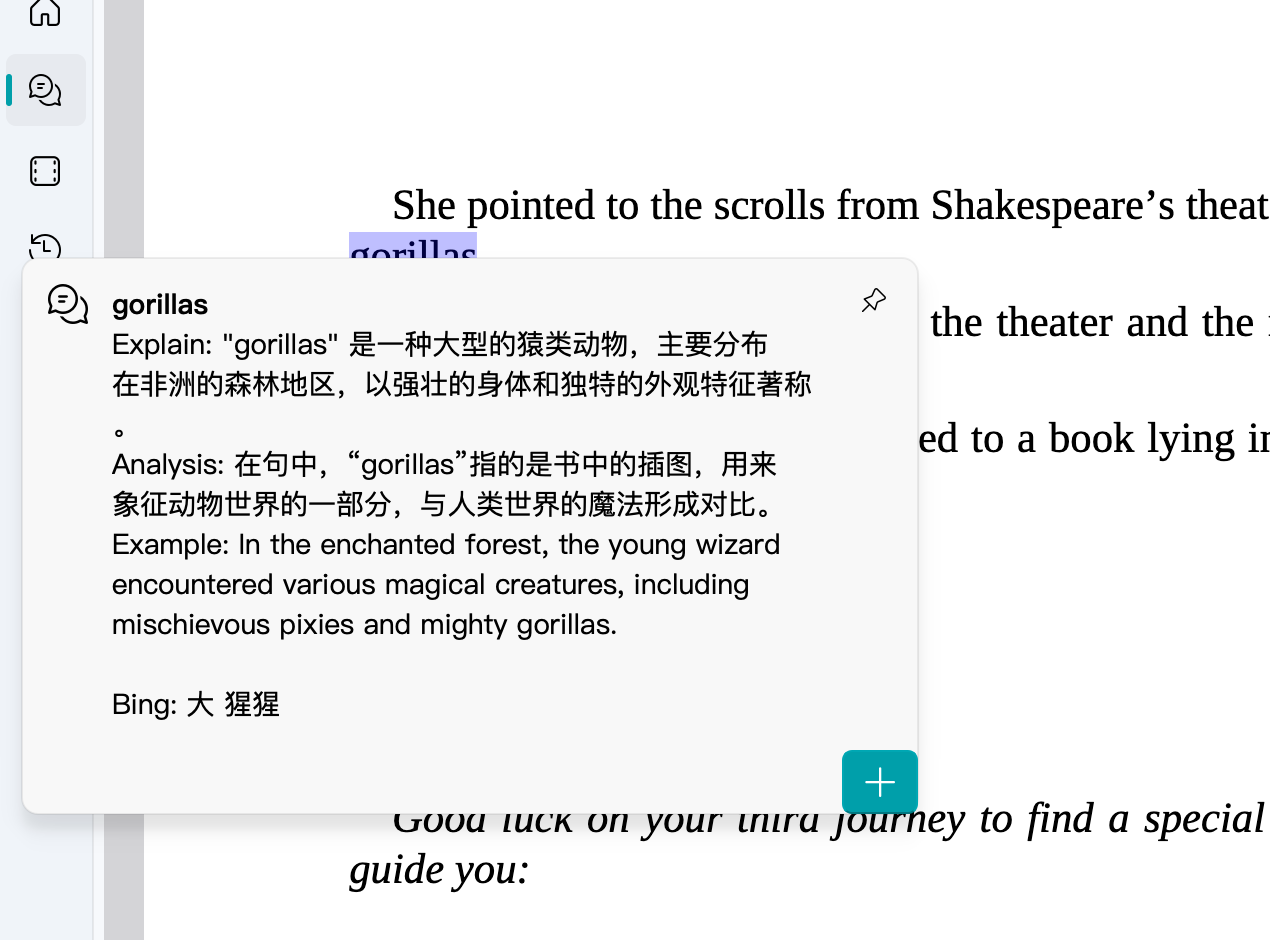 She pointed to the scrolls from Shakespeare’s theat
gorillas
gorillas
Explain: "gorillas" 是一种大型的猿类动物，主要分布
在非洲的森林地区，以强壮的身体和独特的外观特征著称
。
Analysis: 在句中，“gorillas”指的是书中的插图，用来
象征动物世界的一部分，与人类世界的魔法形成对比。
Example: In the enchanted forest, the young wizard
encountered various magical creatures, including
mischievous pixies and mighty gorillas.
Bing: 大 猩猩
the theater and the
ed to a book lying in
Good luck on your third journey to find a special
guide you: